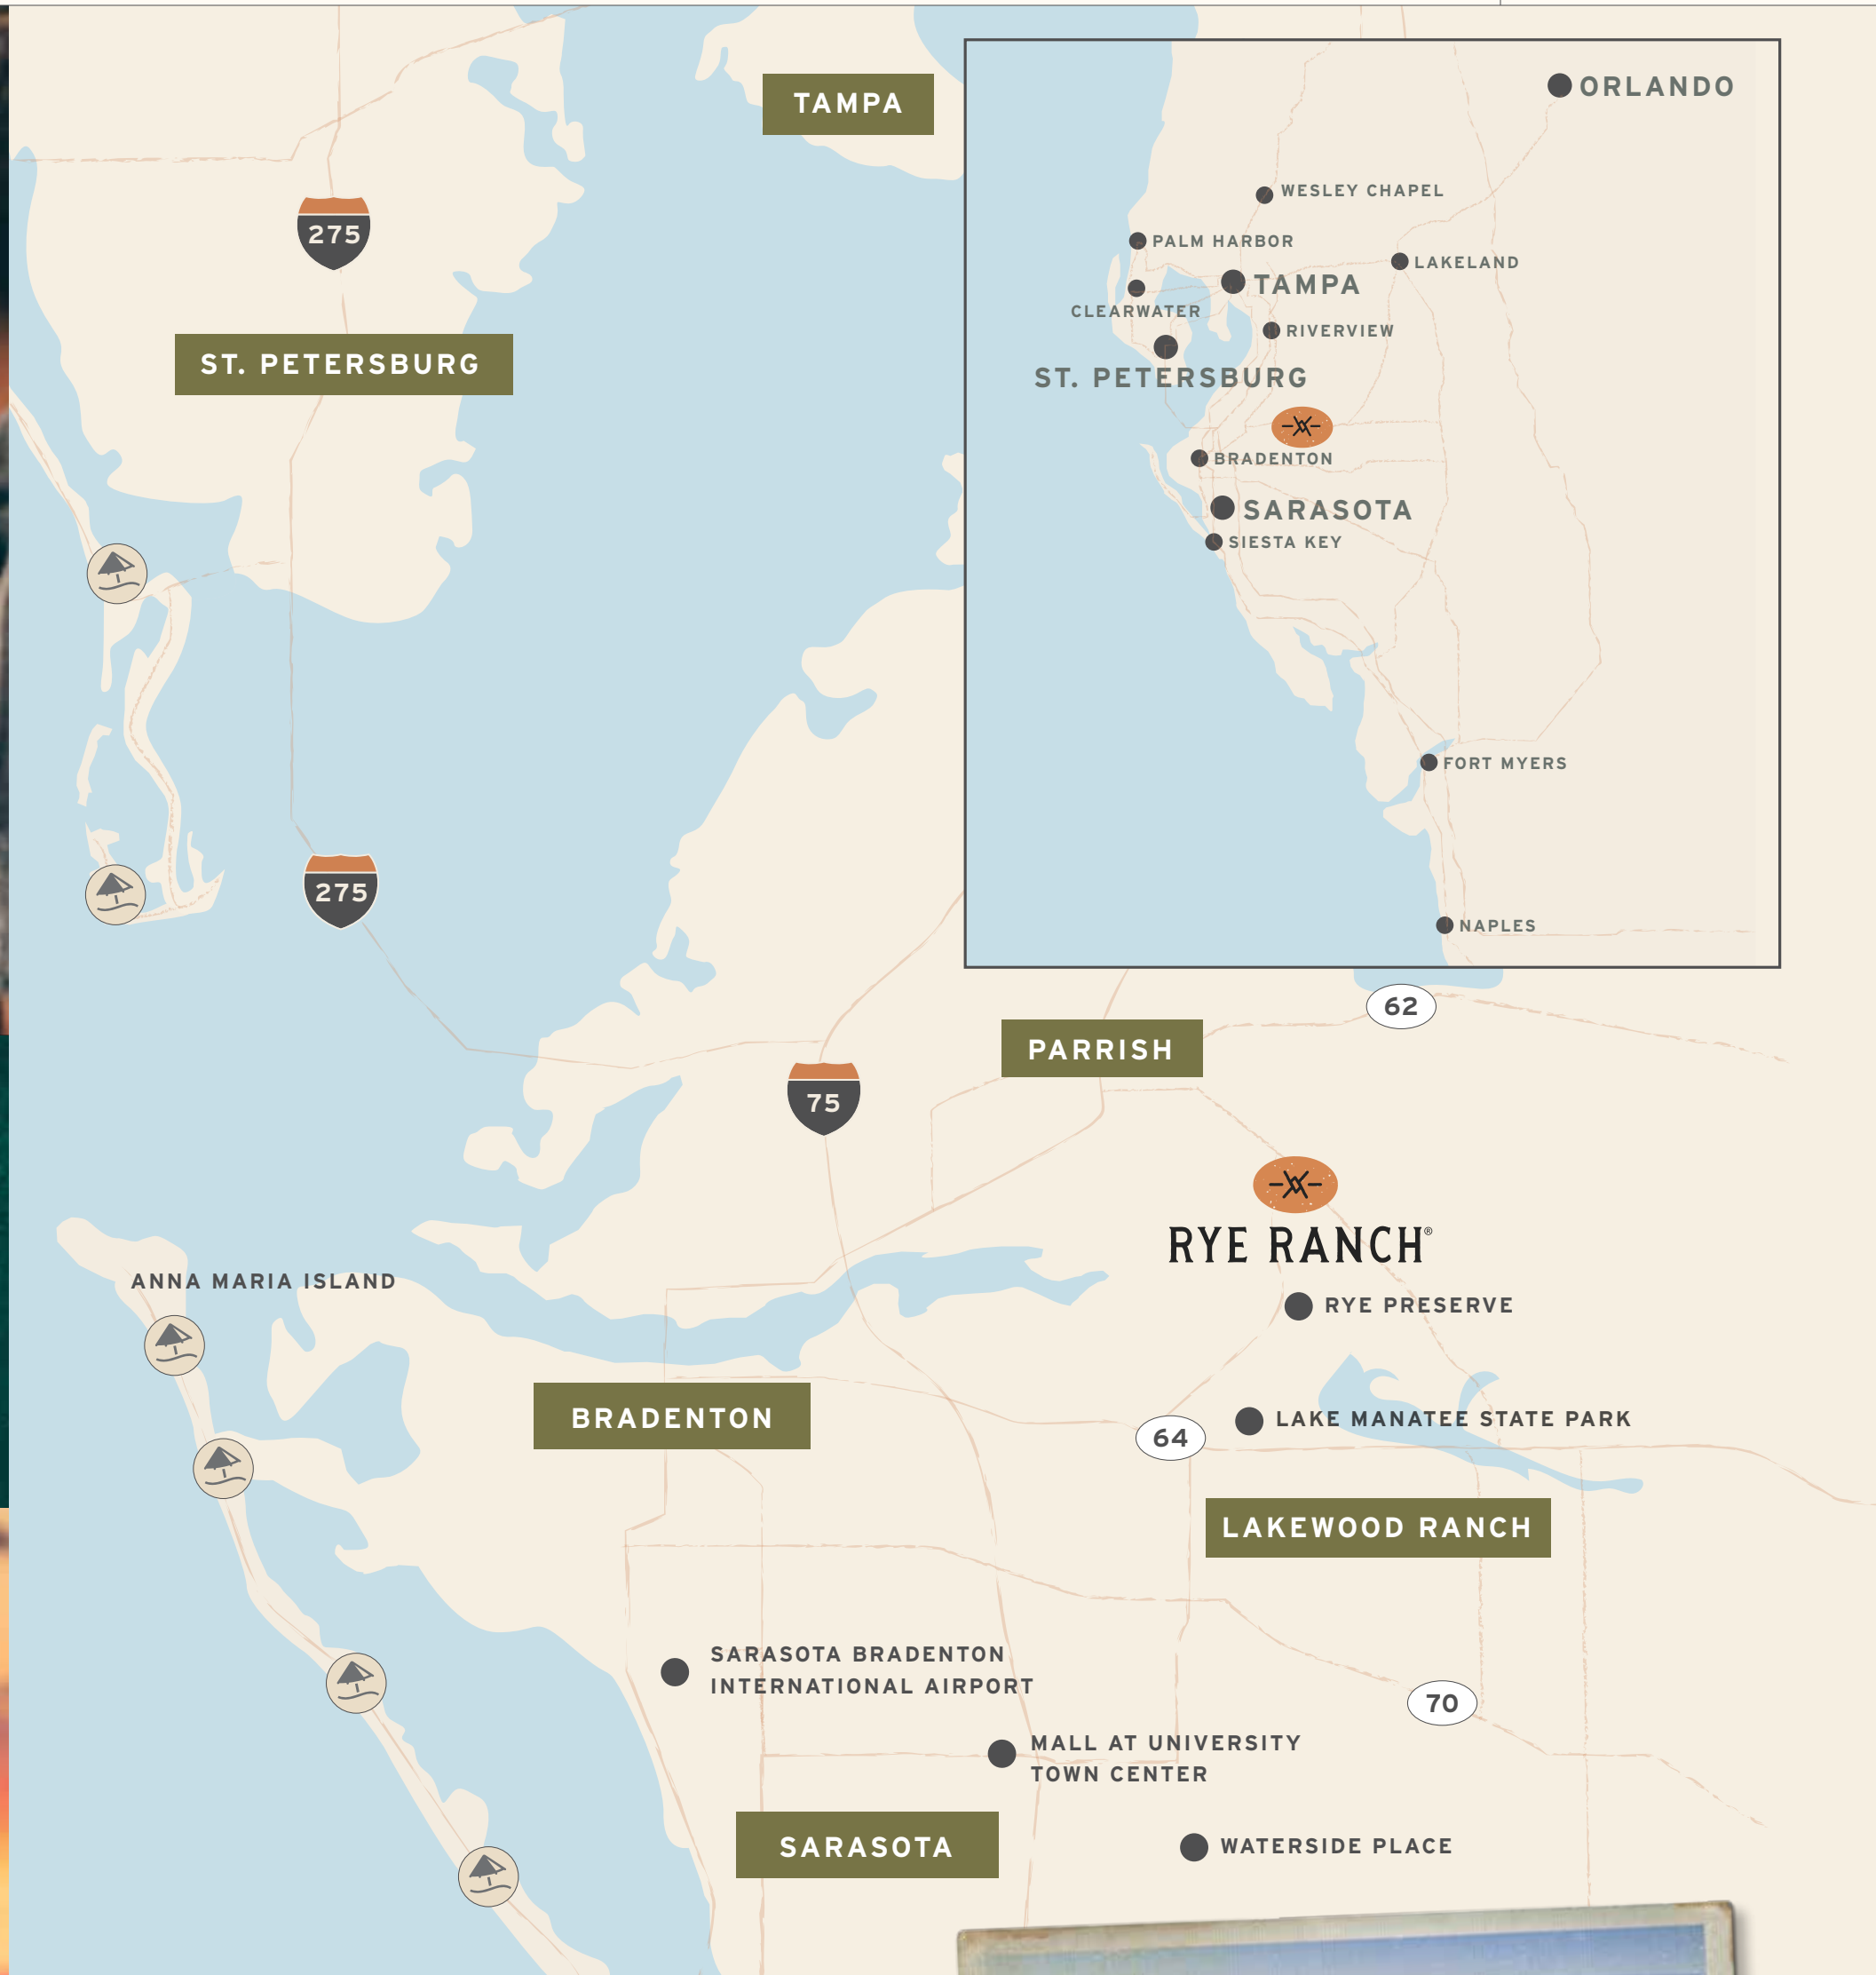 TAMPA
275
ST. PETERSBURG
ORLANDO
WESLEY CHAPEL
PALM HARBOR
LAKELAND
TAMPA
CLEARWATER
RIVERVIEW
ST. PETERSBURG
BRADENTON
SARASOTA
SIESTA KEY
FORT MYERS
NAPLES
275
62
PARRISH
75
RYE RANCH®
ANNA MARIA ISLAND
RYE PRESERVE
BRADENTON
64
LAKE MANATEE STATE PARK
LAKEWOOD RANCH
SARASOTA BRADENTON
INTERNATIONAL AIRPORT
70
MALL AT UNIVERSITY
TOWN CENTER
SARASOTA
WATERSIDE PLACE